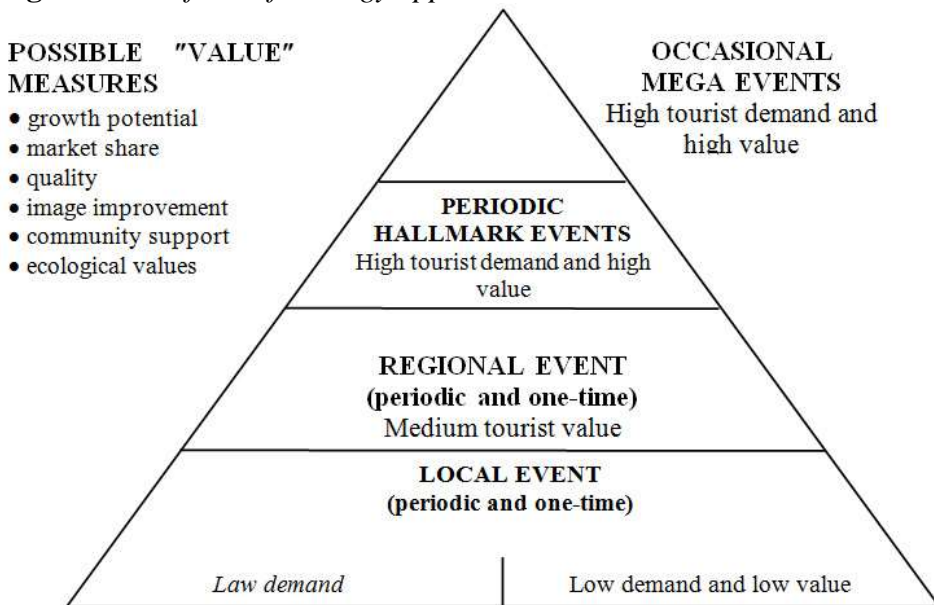 POSSIBLE "VALUE"
MEASURES
• growth potential
• market share
• quality
• image improvement
• community support
• ecological values
OCCASIONAL
MEGA EVENTS
High tourist demand and
high value
PERIODIC
HALLMARK EVENTS
High tourist demand and high
value
REGIONAL EVENT
(periodic and one-time)
Medium tourist value
LOCAL EVENT
(periodic and one-time)
Law demand
Low demand and low value